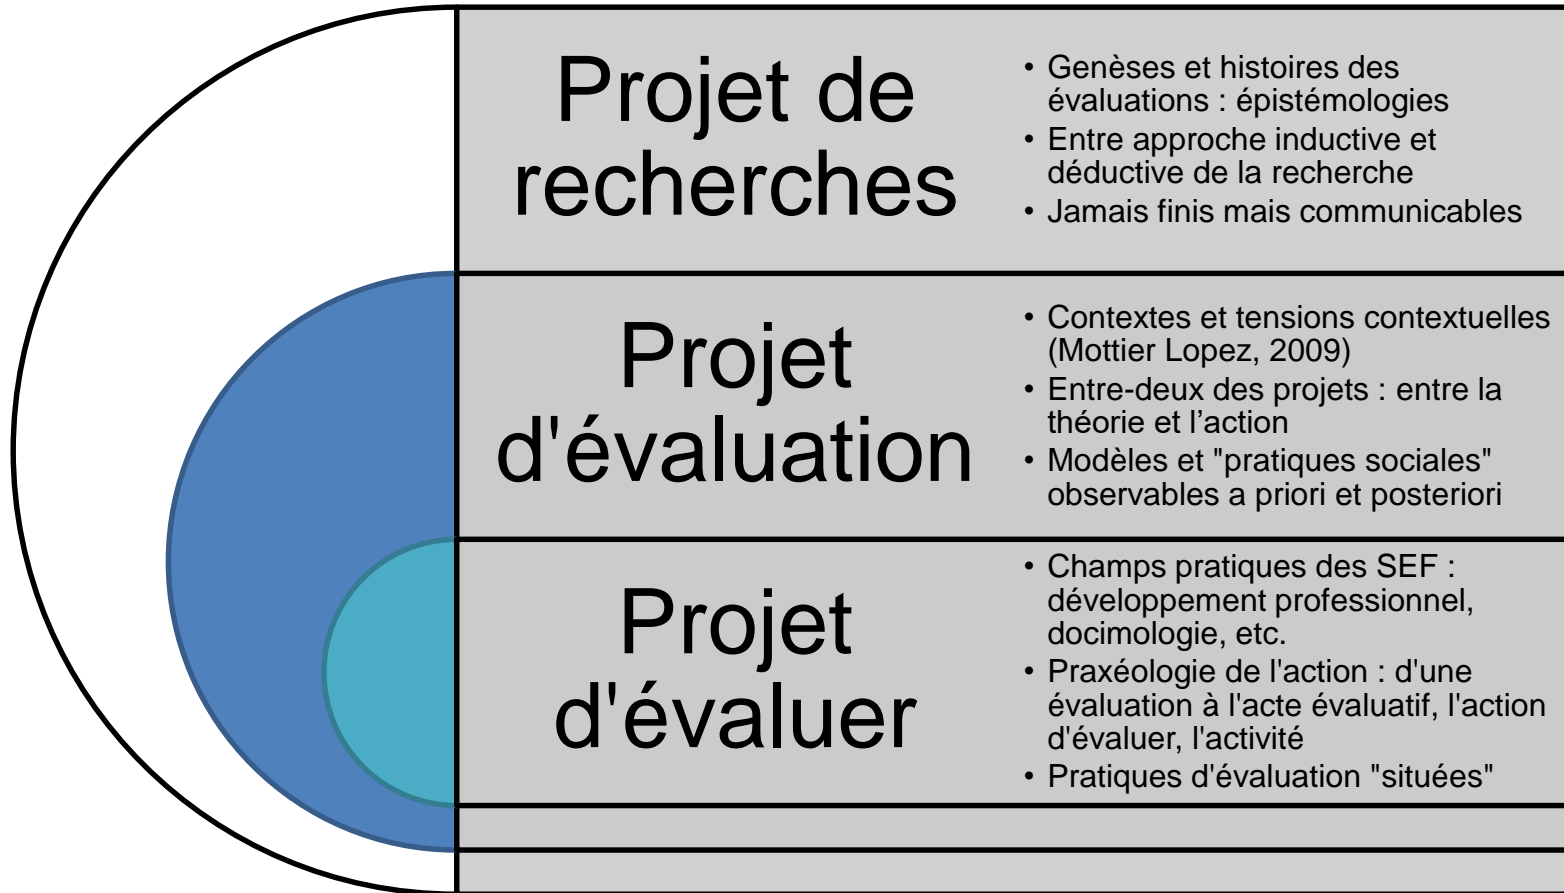 Projet de
recherches
• Genèses et histoires des
évaluations : épistémologies
• Entre approche inductive et
déductive de la recherche
• Jamais finis mais communicables
Projet
d'évaluation
• Contextes et tensions contextuelles
(Mottier Lopez, 2009)
• Entre-deux des projets : entre la
théorie et l’action
• Modèles et "pratiques sociales"
observables a priori et posteriori
Projet
d'évaluer
• Champs pratiques des SEF :
développement professionnel,
docimologie, etc.
• Praxéologie de l'action : d'une
évaluation à l'acte évaluatif, l'action
d'évaluer, l'activité
• Pratiques d'évaluation "situées"